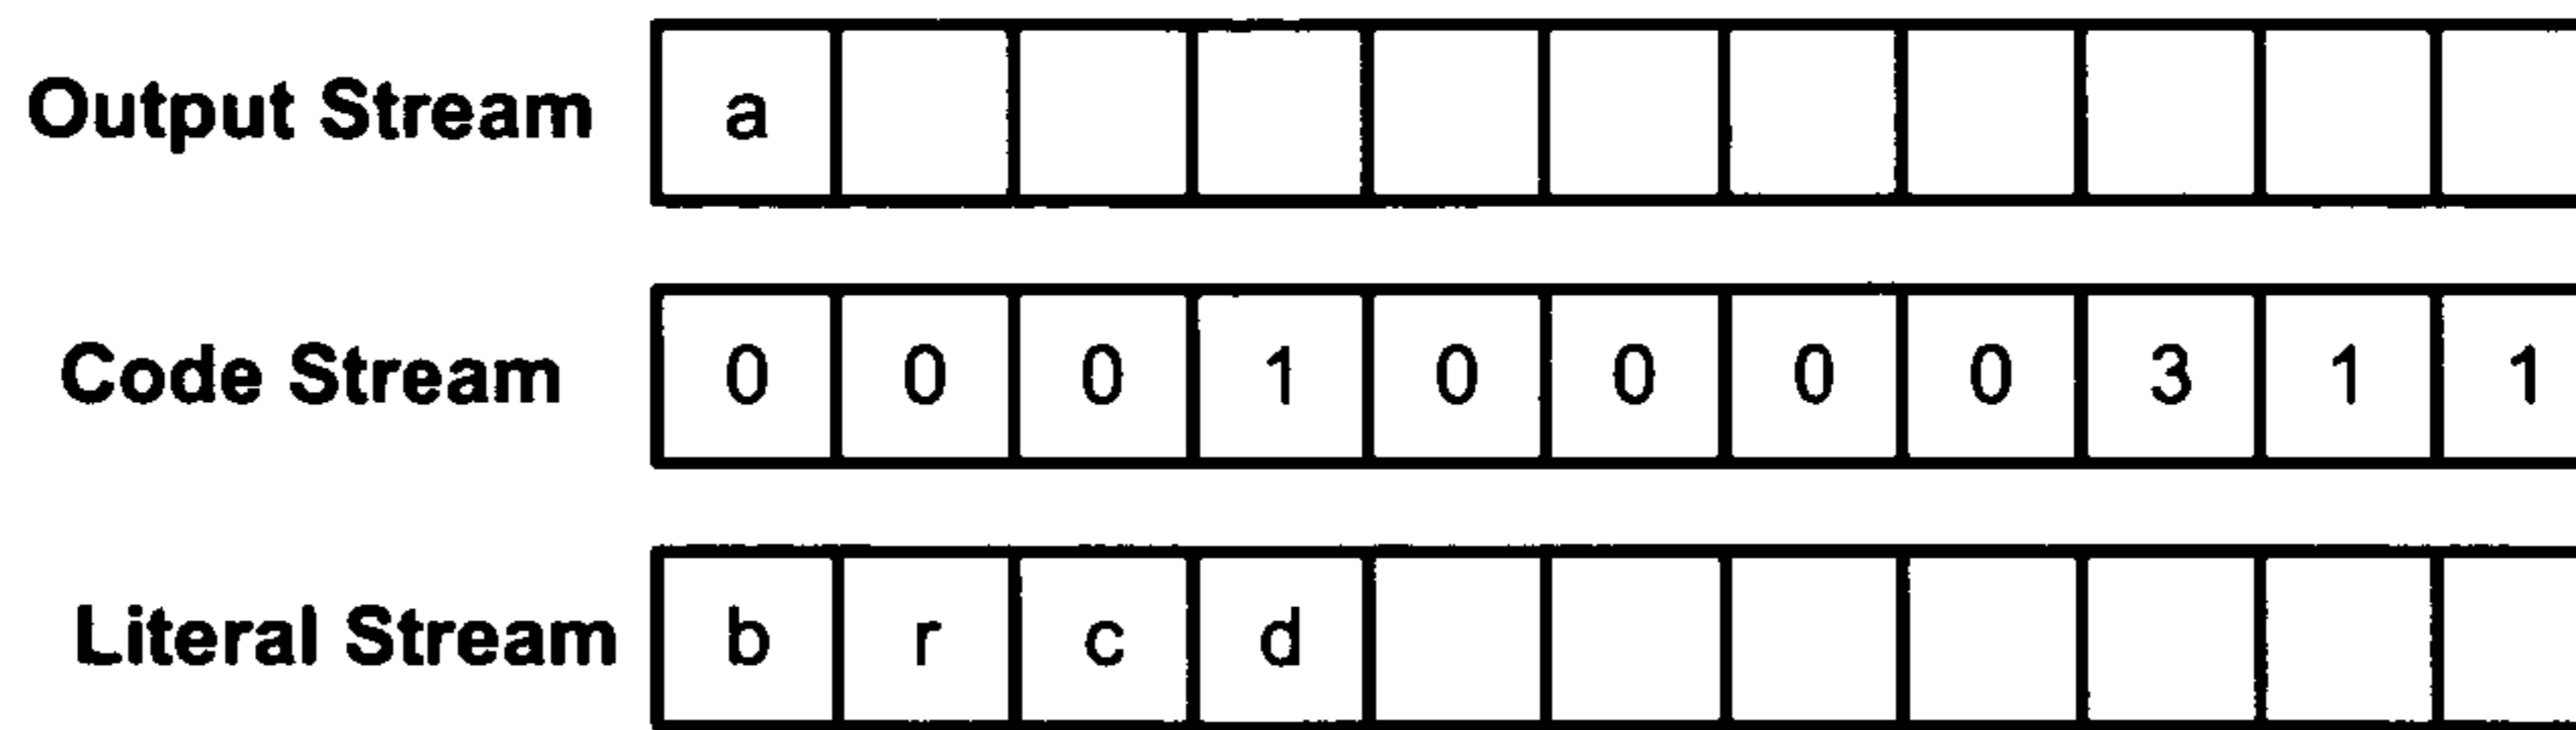 Output Stream a
Code Stream 0 0 0 1 0 0 0 0 3 1 1
Literal Stream b r c d